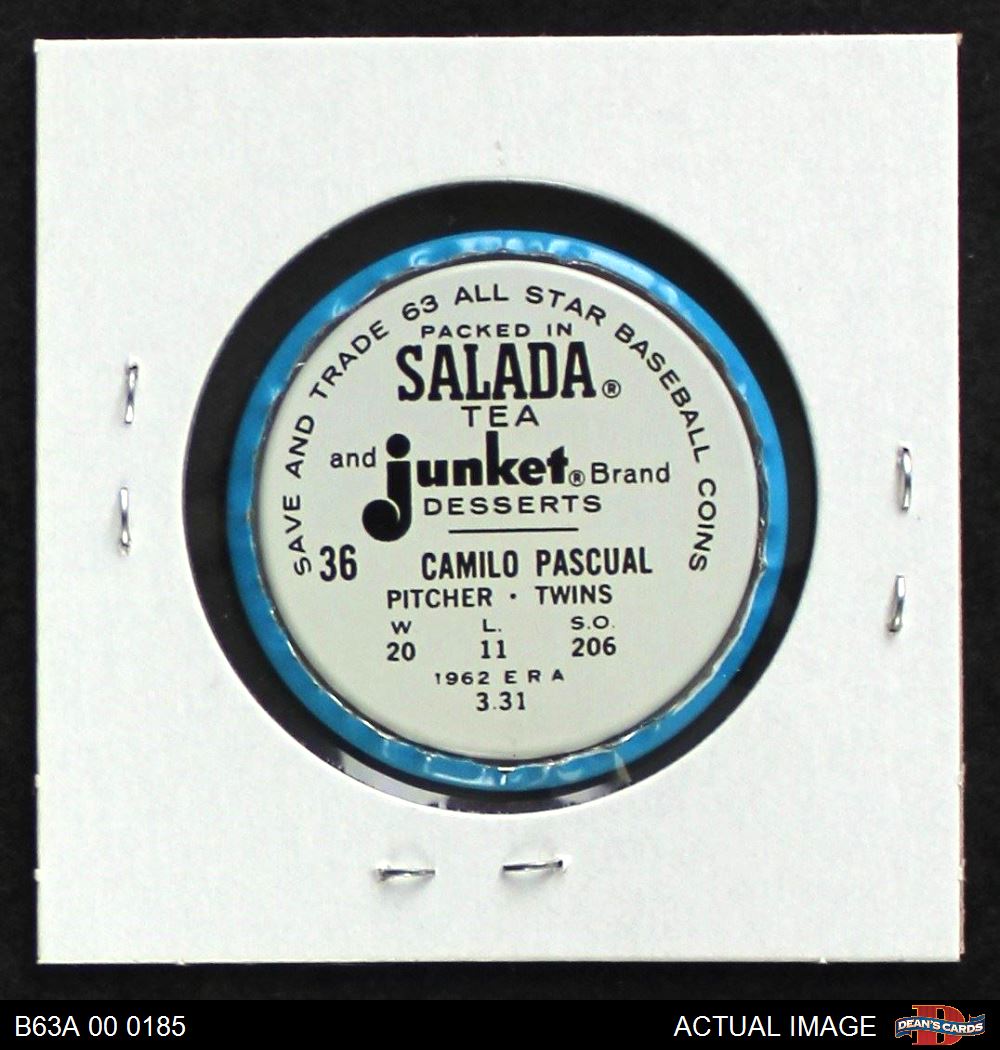 SAVE AND TRADE 63 ALL STAR BASEBALL COINS
PACKED IN
SALADA®
TEA
and junket® Brand
DESSERTS
36 CAMILO PASCUAL
PITCHER · TWINS
W L. S.O.
20 11 206
1962 ERA
3.31
B63A 00 0185 ACTUAL IMAGE
DEAN'S CARDS